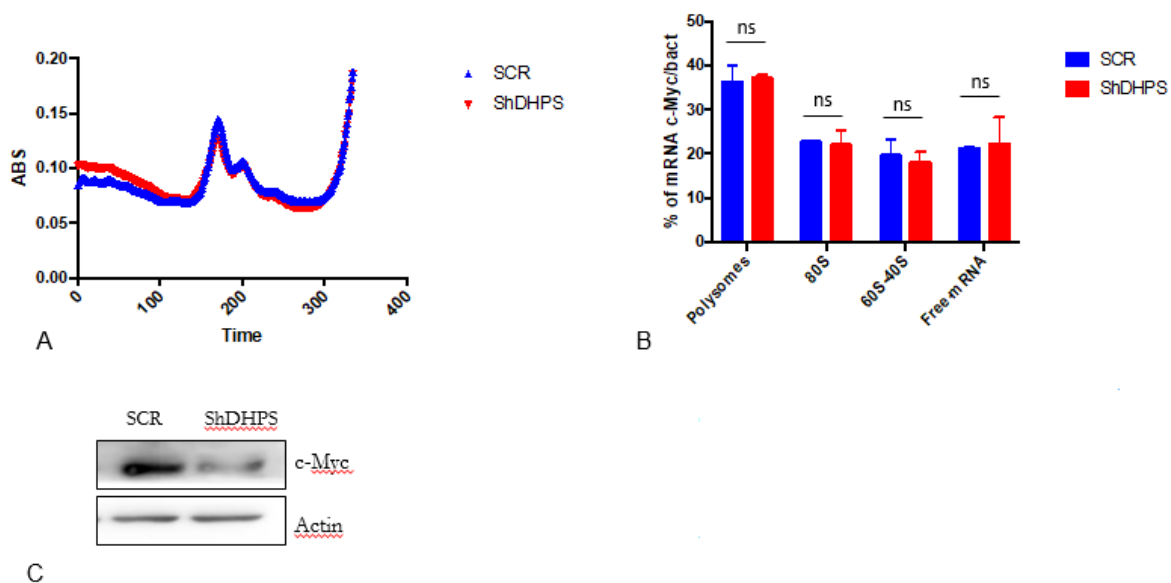 0.20
0.15
0.10
0.05
0.00
ABS
0
100
200
300
400
Time
SCR
ShDHPS
A
50
40
30
20
10
0
% of mRNA c-Myc/bact
ns
ns
ns
ns
Polysomes
80S
60S-40S
Free-mRNA
SCR
ShDHPS
B
SCR ShDHPS
c-Myc
Actin
C